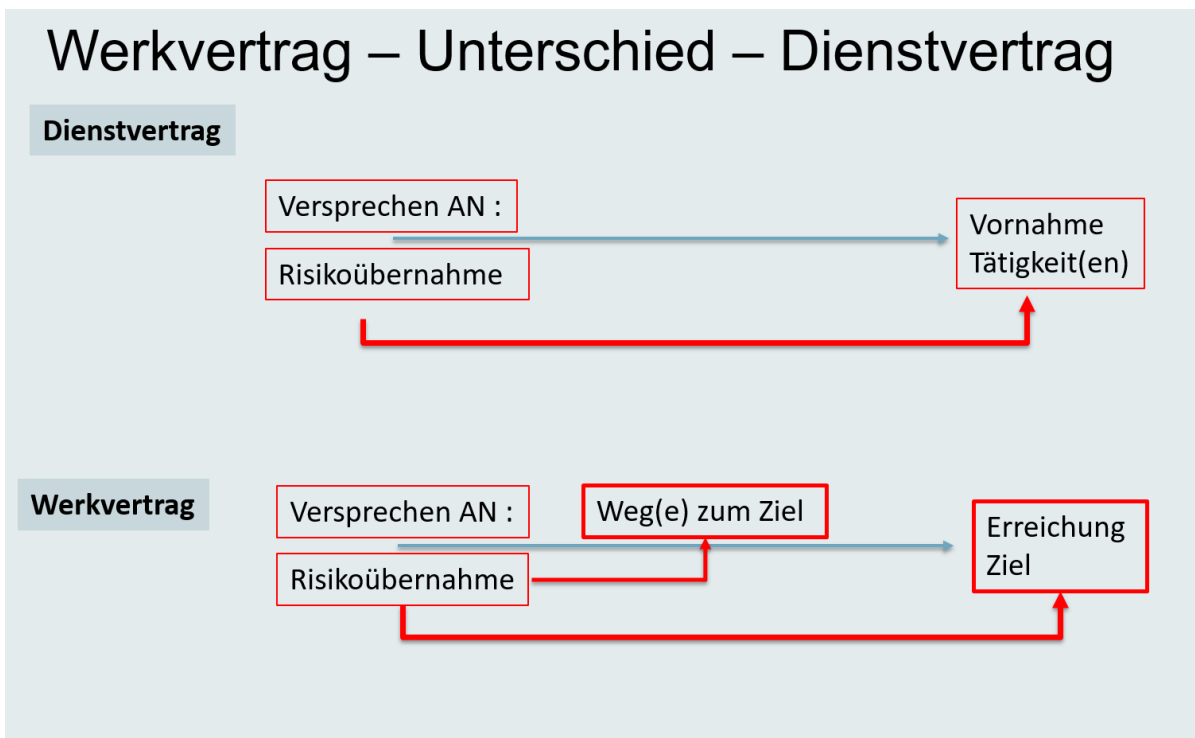 Werkvertrag – Unterschied – Dienstvertrag
Dienstvertrag
Versprechen AN :
Vornahme
Tätigkeit(en)
Risikoübernahme
Werkvertrag
Versprechen AN :
Weg(e) zum Ziel
Erreichung
Ziel
Risikoübernahme